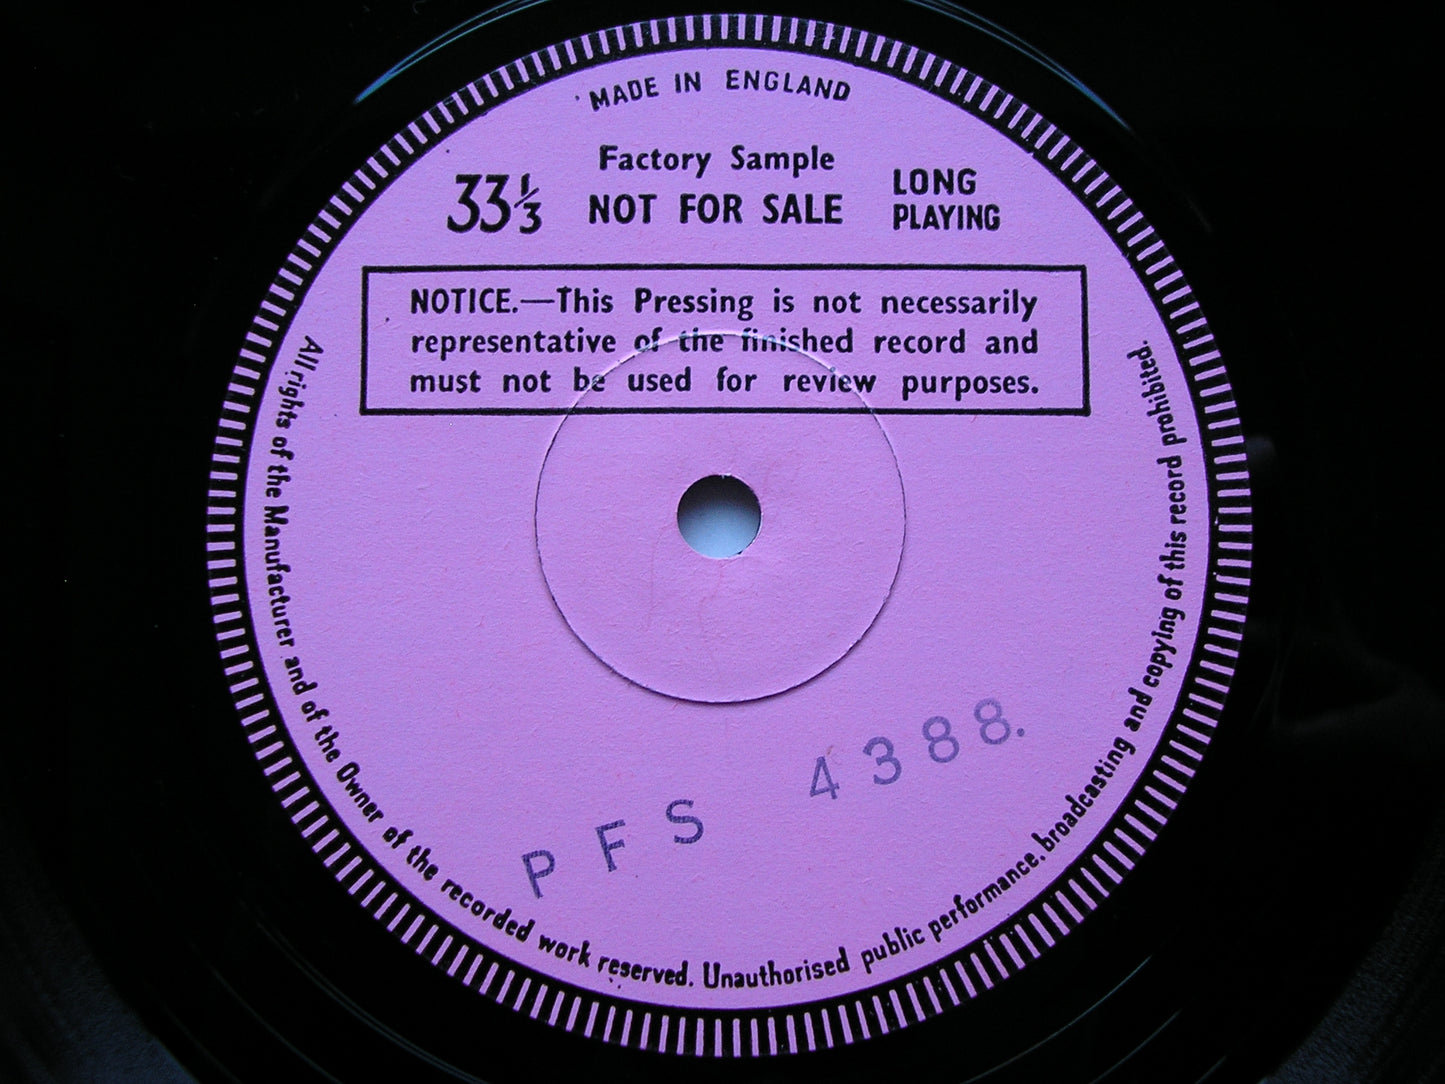 MADE IN ENGLAND
Factory Sample
33 1/3 NOT FOR SALE LONG
PLAYING
NOTICE.—This Pressing is not necessarily
representative of the finished record and
must not be used for review purposes.
PFS 4388.
All rights of the Manufacturer and of the Owner of the recorded work reserved. Unauthorised public performance, broadcasting and copying of this record prohibited.